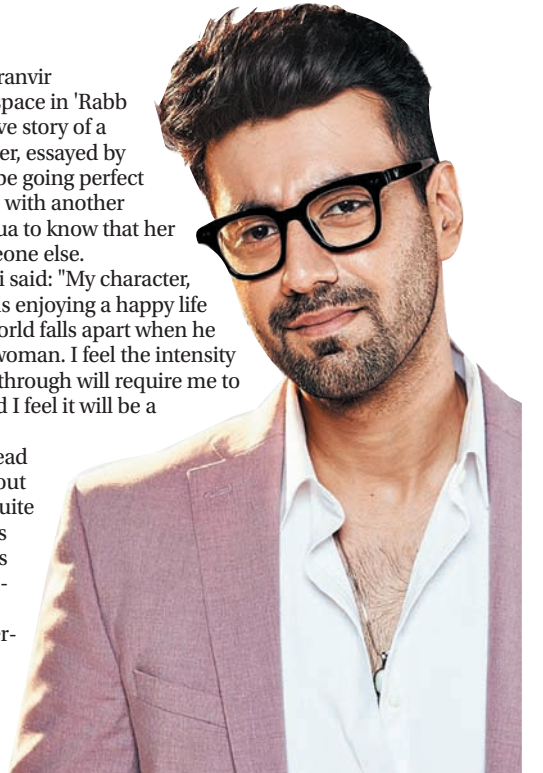 ranvir
space in 'Rabb
ve story of a
er, essayed by
be going perfect
with another
ua to know that her
eone else.
i said: "My character,
s enjoying a happy life
orld falls apart when he
woman. I feel the intensity
through will require me to
d I feel it will be a
ead
out
uite
s
s
-
er-